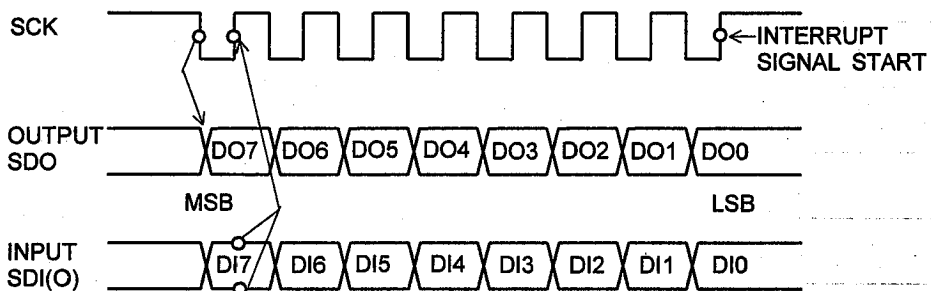 SCK
INTERRUPT
SIGNAL START
OUTPUT
SDO
DO7 DO6 DO5 DO4 DO3 DO2 DO1 DO0
MSB LSB
INPUT
SDI(O)
DI7 DI6 DI5 DI4 DI3 DI2 DI1 DI0